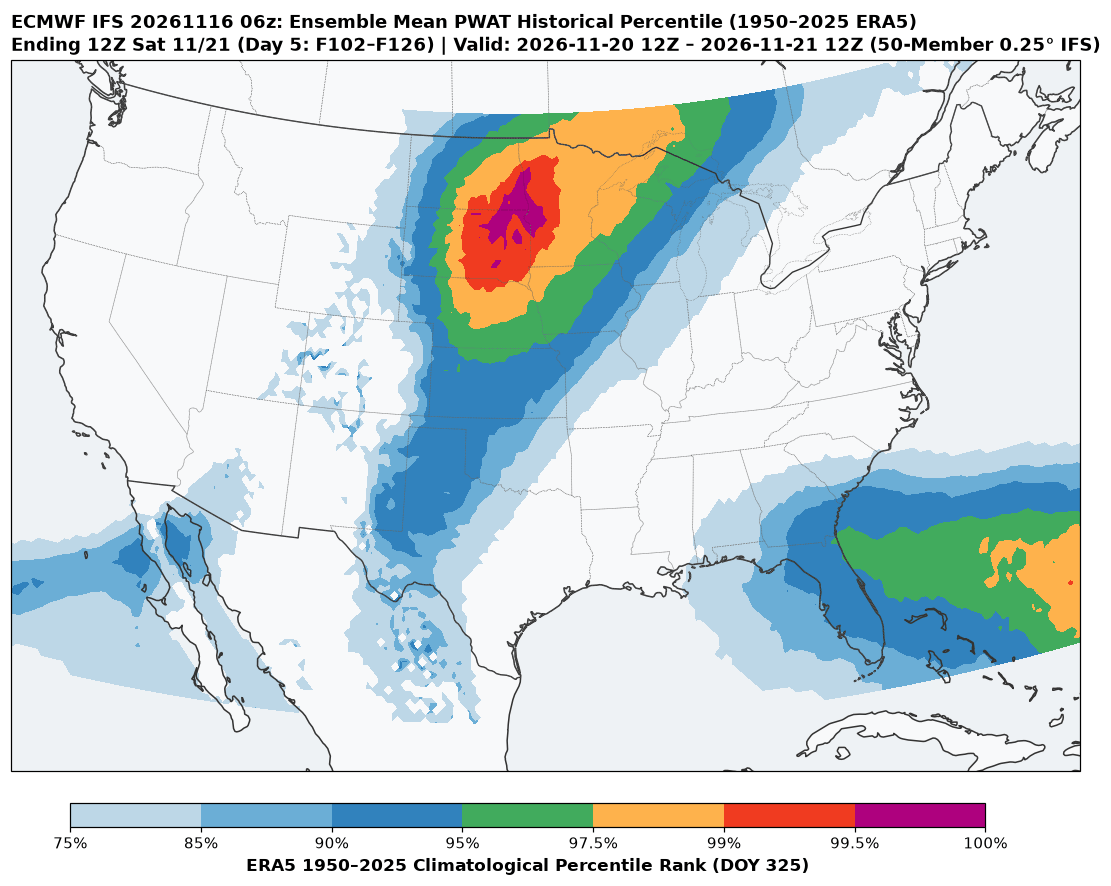 ECMWF IFS 20261116 06z: Ensemble Mean PWAT Historical Percentile (1950–2025 ERA5)
Ending 12Z Sat 11/21 (Day 5: F102–F126) | Valid: 2026-11-20 12Z – 2026-11-21 12Z (50-Member 0.25° IFS)
75% 85% 90% 95% 97.5% 99% 99.5% 100%
ERA5 1950–2025 Climatological Percentile Rank (DOY 325)